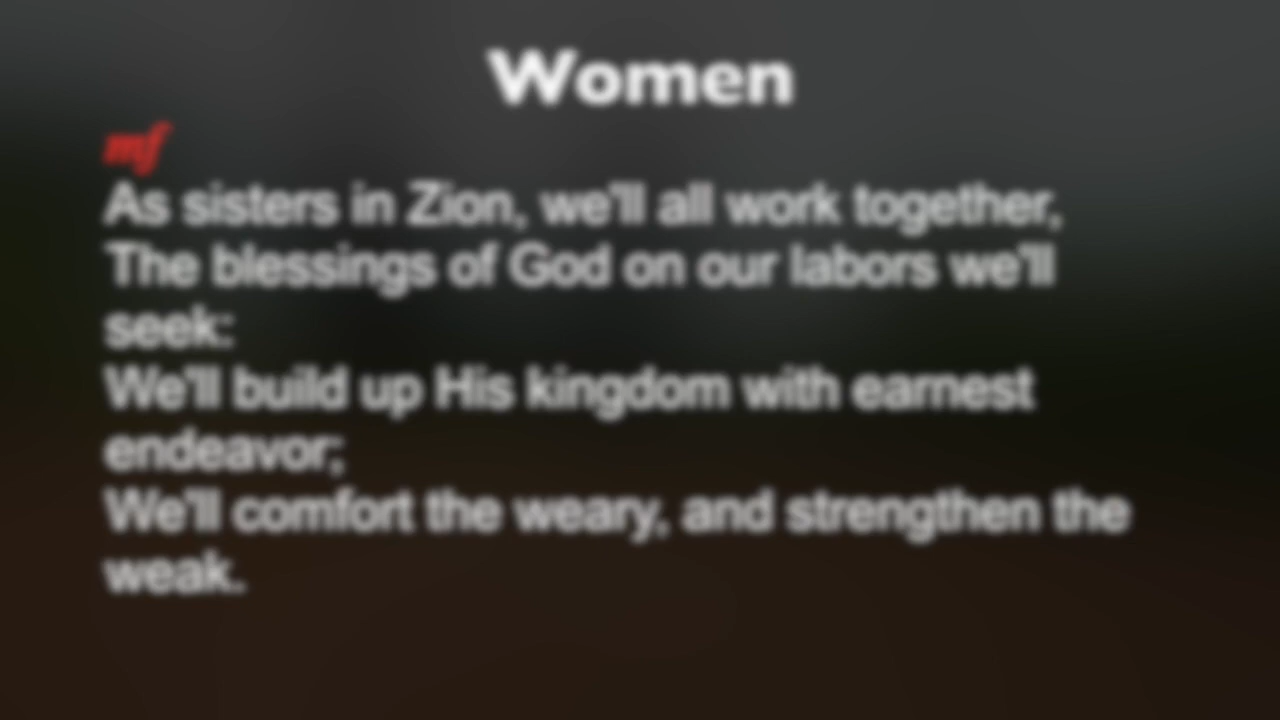 Women
mf
As sisters in Zion, we'll all work together,
The blessings of God on our labors we'll
seek:
We'll build up His kingdom with earnest
endeavor;
We'll comfort the weary, and strengthen the
weak.